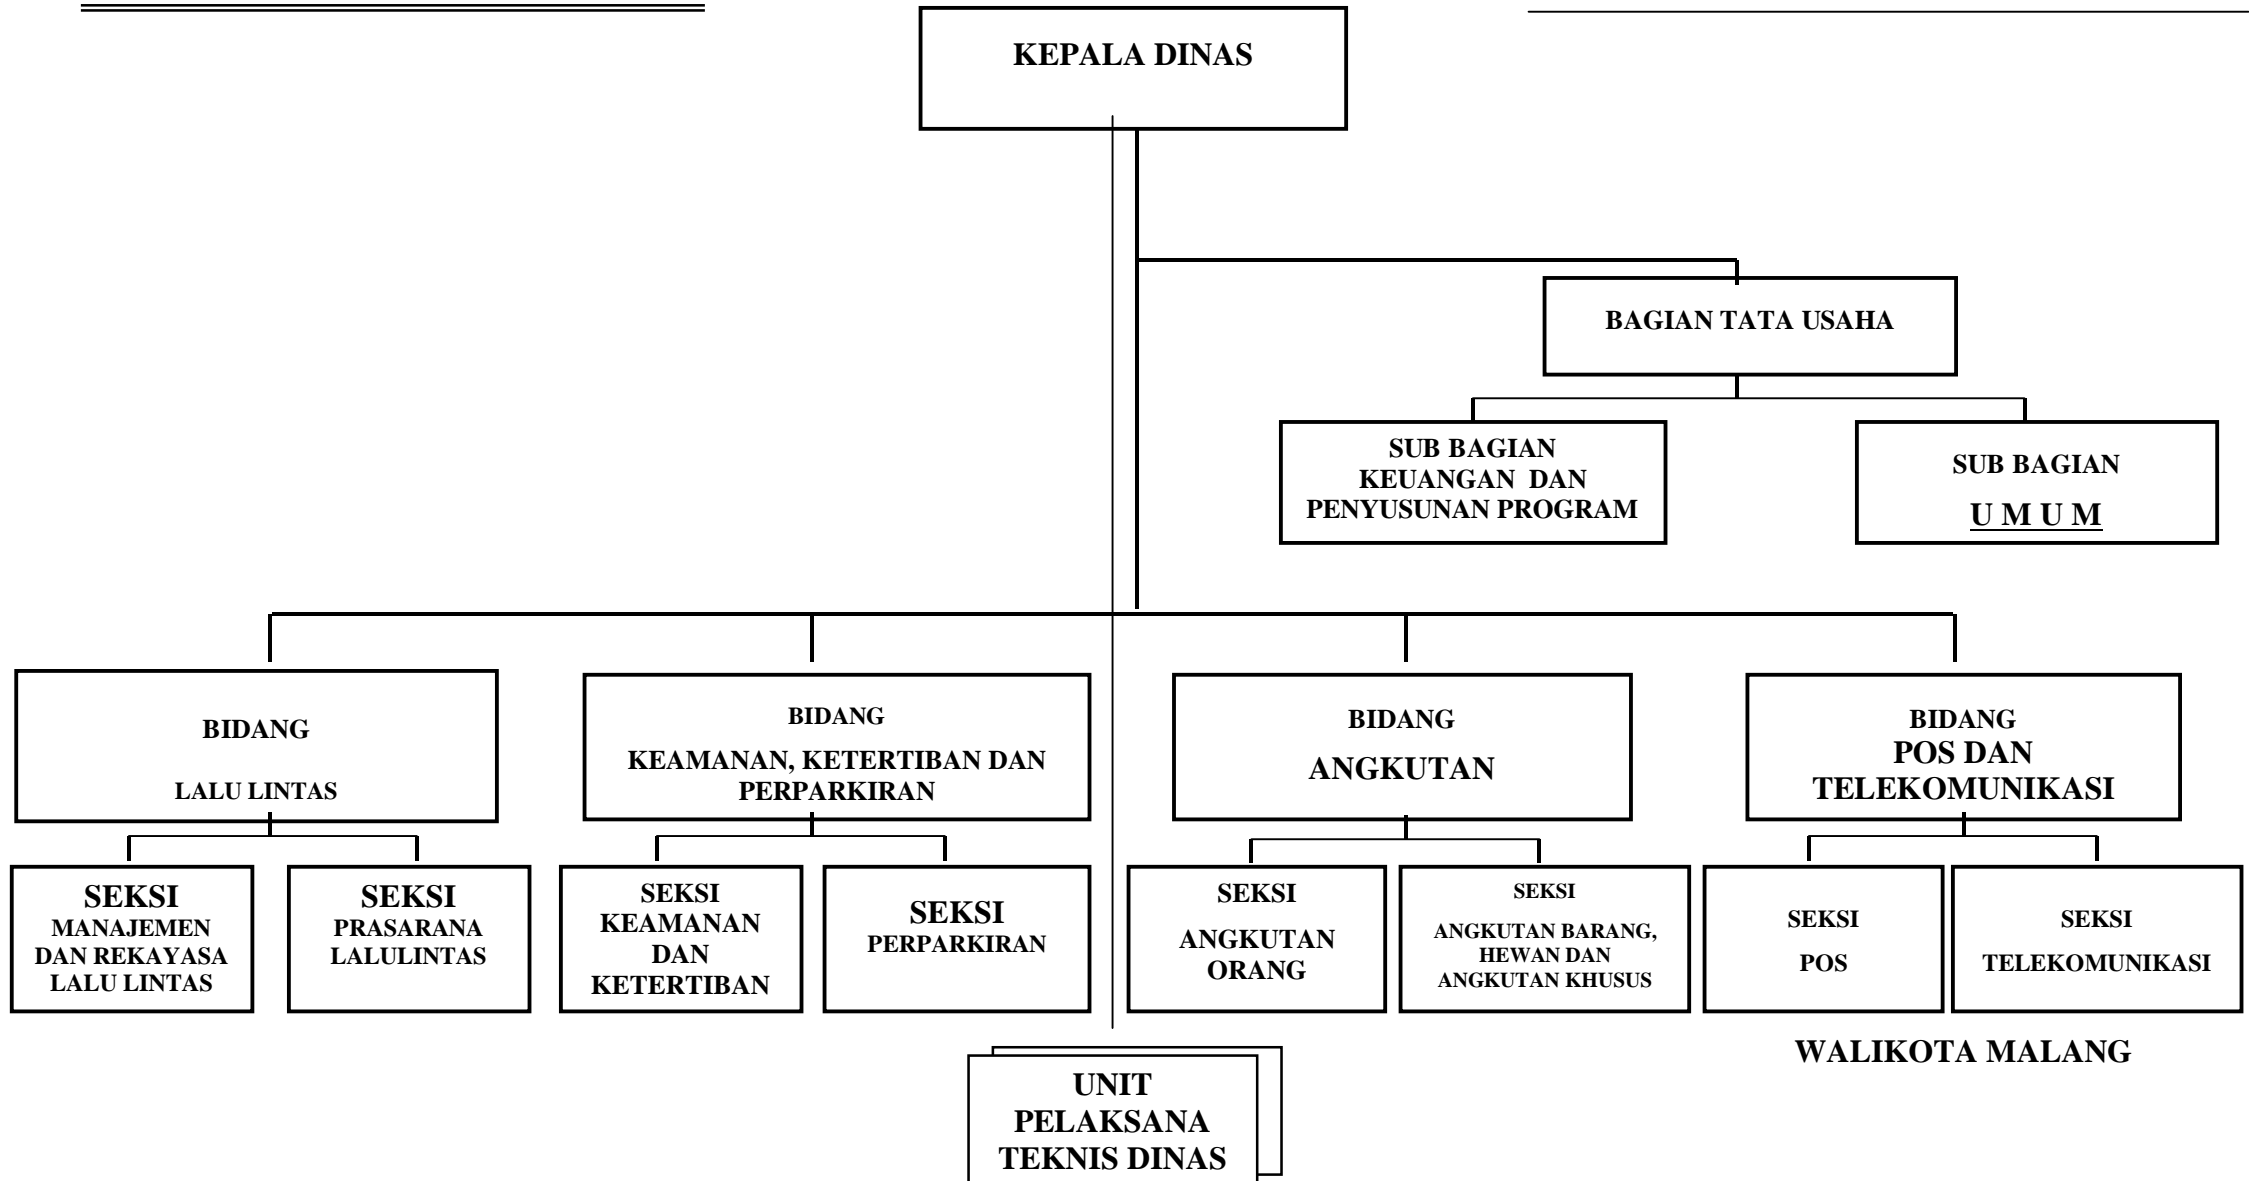 KEPALA DINAS
BAGIAN TATA USAHA
SUB BAGIAN
KEUANGAN DAN
PENYUSUNAN PROGRAM
SUB BAGIAN
U M U M
BIDANG
LALU LINTAS
BIDANG
KEAMANAN, KETERTIBAN DAN
PERPARKIRAN
BIDANG
ANGKUTAN
BIDANG
POS DAN
TELEKOMUNIKASI
SEKSI
MANAJEMEN
DAN REKAYASA
LALU LINTAS
SEKSI
PRASARANA
LALULINTAS
SEKSI
KEAMANAN
DAN
KETERTIBAN
SEKSI
PERPARKIRAN
SEKSI
ANGKUTAN
ORANG
SEKSI
ANGKUTAN BARANG,
HEWAN DAN
ANGKUTAN KHUSUS
SEKSI
POS
SEKSI
TELEKOMUNIKASI
WALIKOTA MALANG
UNIT
PELAKSANA
TEKNIS DINAS